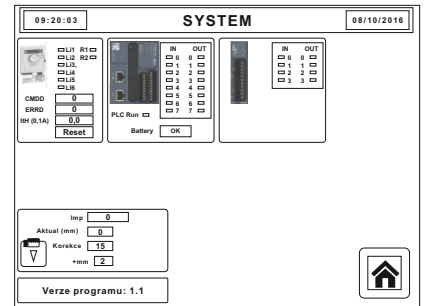 09:20:03 SYSTEM 08/10/2016
Li1 R1
Li2 R2
Li3,
Li4
Li5
Li6
CMDD 0
ERRD 0
IIH (0,1A) 0,0
Reset
IN OUT
0 0
1 1
2 2
3 3
4 4
5 5
6 6
7 7
PLC Run
Battery OK
IN OUT
0 0
1 1
2 2
3 3
Imp 0
Aktual (mm) 0
Korekce 15
+mm 2
Verze programu: 1.1